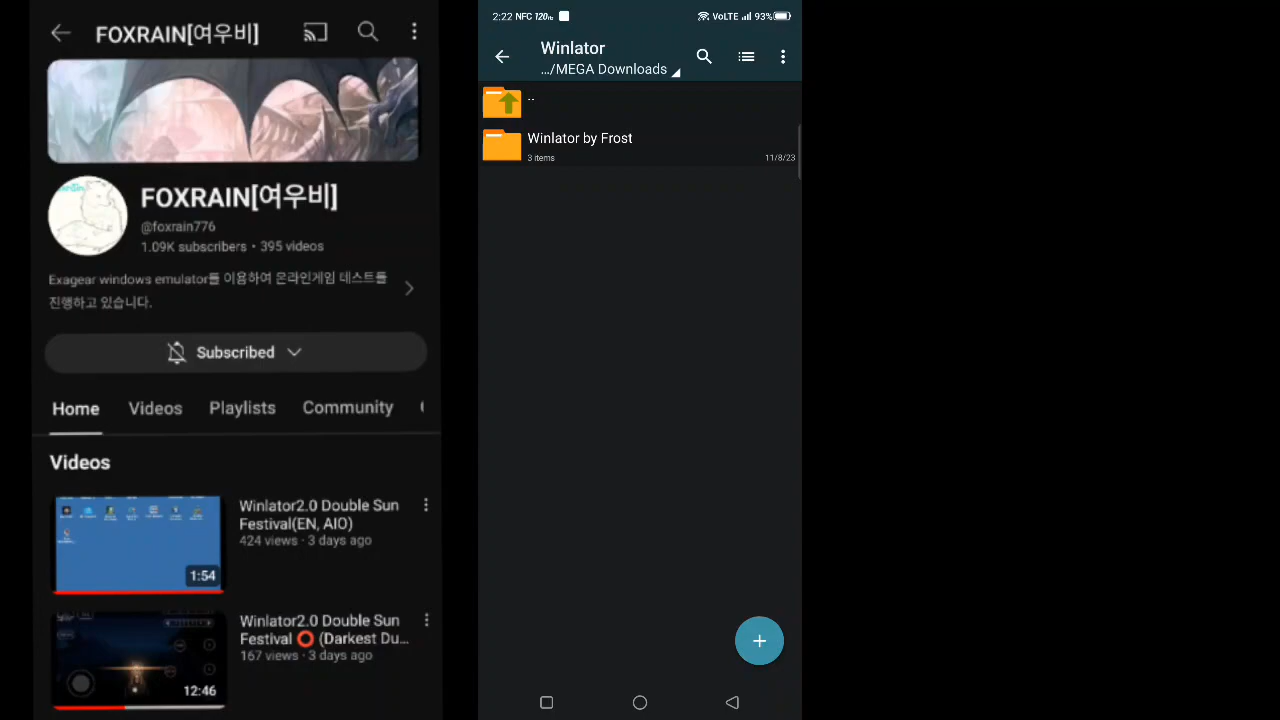 FOXRAIN[여우비]
FOXRAIN[여우비]
@foxrain776
1.09K subscribers • 395 videos
Exagear windows emulator를 이용하여 온라인게임 테스트를
진행하고 있습니다.
Subscribed
Home Videos Playlists Community
Videos
1:54
Winlator2.0 Double Sun
Festival(EN, AIO)
424 views · 3 days ago
12:46
Winlator2.0 Double Sun
Festival ⭕ (Darkest Du...
167 views · 3 days ago
2:22 NFC 120Hz VoLTE 93%
Winlator
.../MEGA Downloads
..
Winlator by Frost
3 items 11/8/23